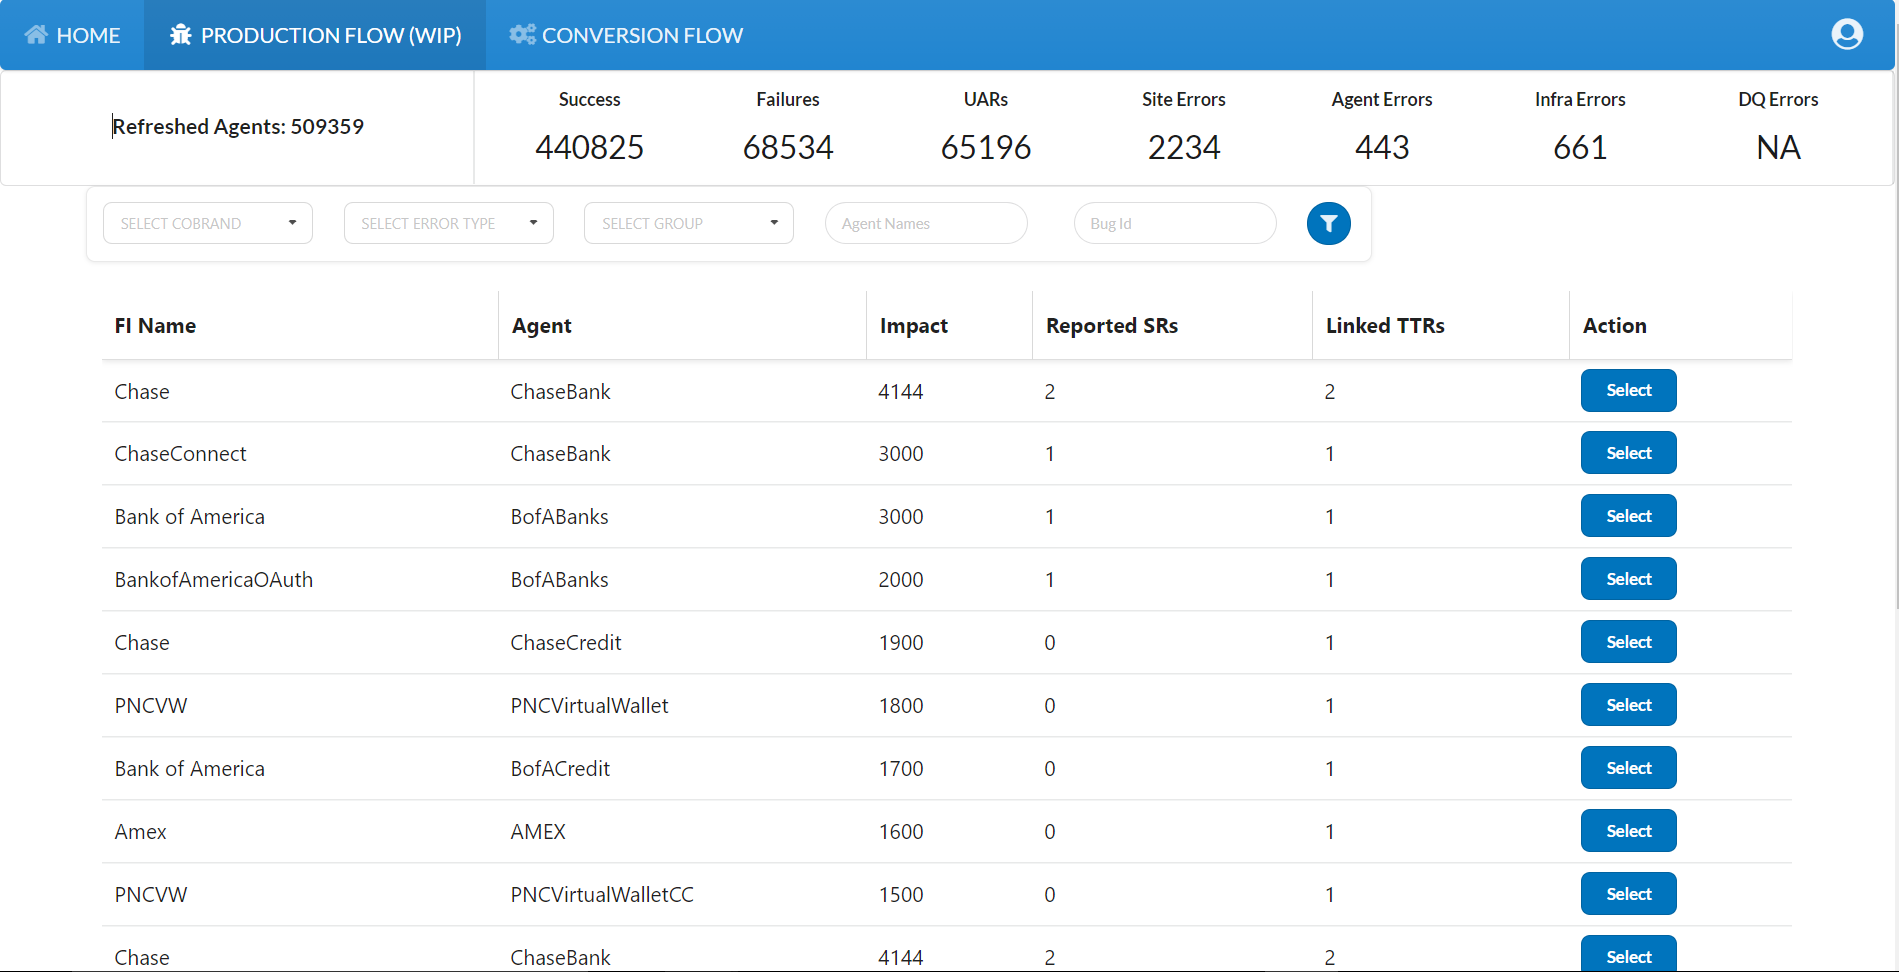 HOME PRODUCTION FLOW (WIP) CONVERSION FLOW
Refreshed Agents: 509359
Success Failures UARs Site Errors Agent Errors Infra Errors DQ Errors
440825 68534 65196 2234 443 661 NA
SELECT COBRAND SELECT ERROR TYPE SELECT GROUP Agent Names Bug Id
FI Name Agent Impact Reported SRs Linked TTRs Action
Chase ChaseBank 4144 2 2 Select
ChaseConnect ChaseBank 3000 1 1 Select
Bank of America BofABanks 3000 1 1 Select
BankofAmericaOAuth BofABanks 2000 1 1 Select
Chase ChaseCredit 1900 0 1 Select
PNCVW PNCVirtualWallet 1800 0 1 Select
Bank of America BofACredit 1700 0 1 Select
Amex AMEX 1600 0 1 Select
PNCVW PNCVirtualWalletCC 1500 0 1 Select
Chase ChaseBank 4144 2 2 Select